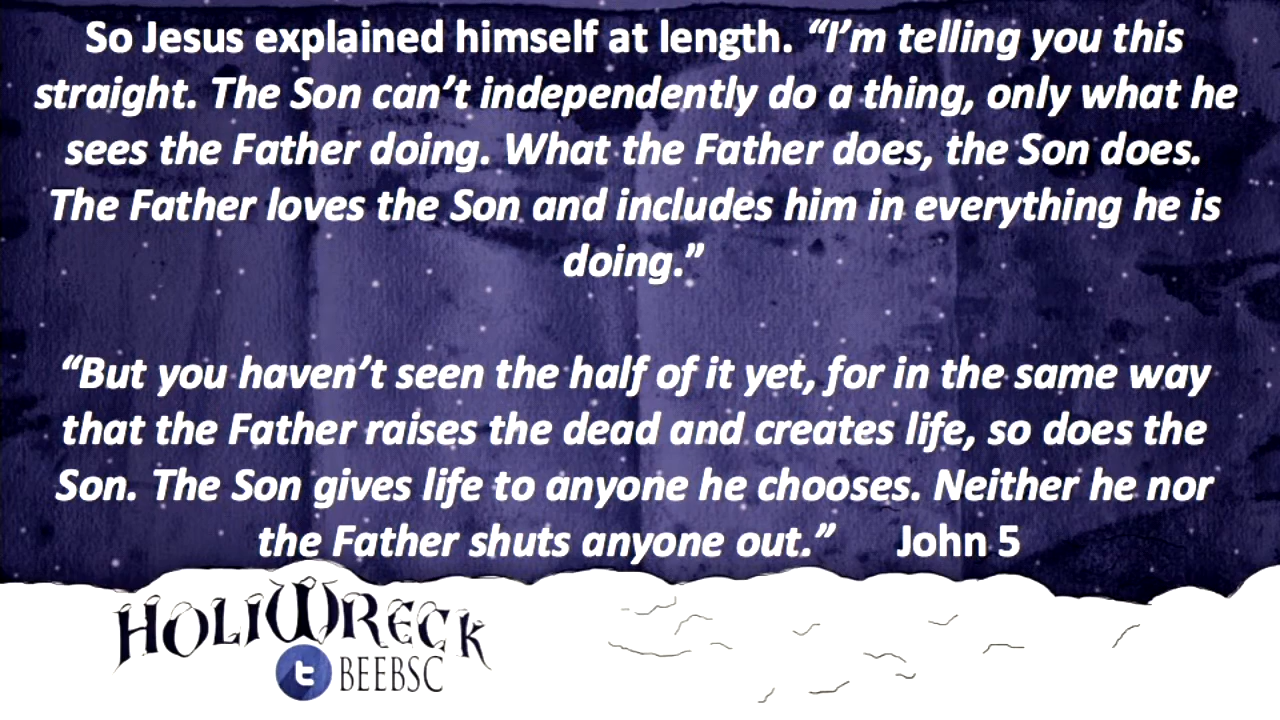 So Jesus explained himself at length. “I’m telling you this
straight. The Son can’t independently do a thing, only what he
sees the Father doing. What the Father does, the Son does.
The Father loves the Son and includes him in everything he is
doing.”
“But you haven’t seen the half of it yet, for in the same way
that the Father raises the dead and creates life, so does the
Son. The Son gives life to anyone he chooses. Neither he nor
the Father shuts anyone out.” John 5
HOLIWRECK
t BEEBSC